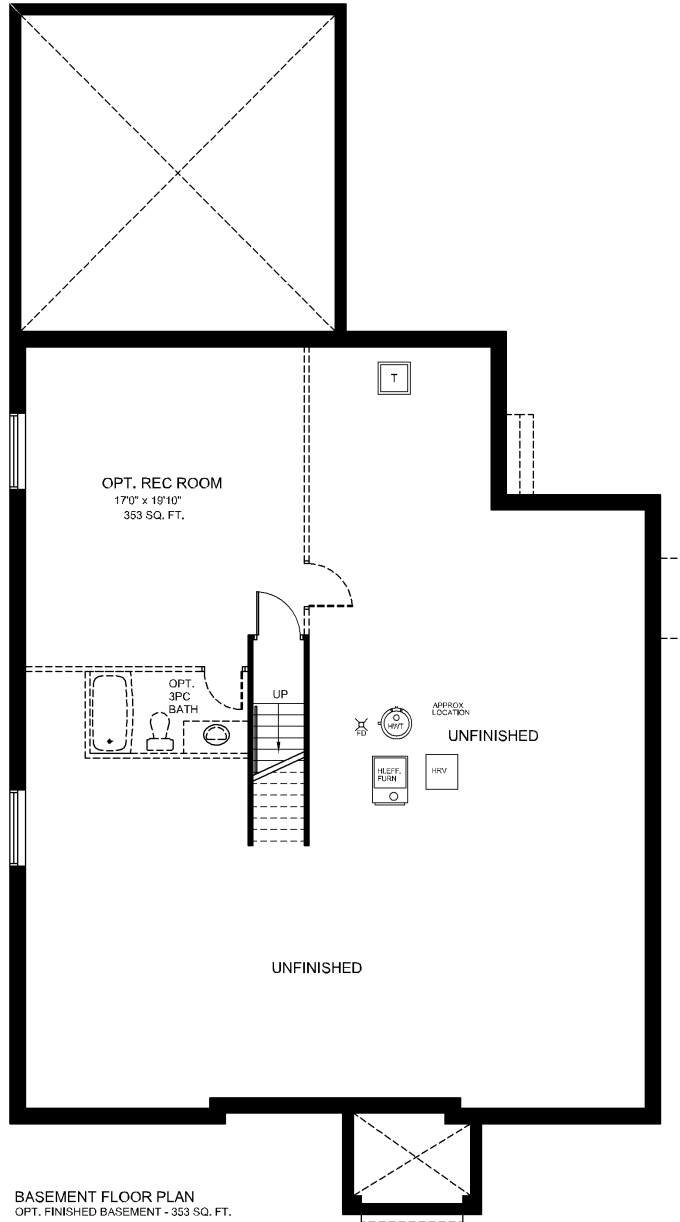 T
OPT. REC ROOM
17'0" x 19'10"
353 SQ. FT.
OPT.
3PC
BATH
UP
FD
HWT
APPROX
LOCATION
UNFINISHED
HI.EFF.
FURN
HRV
UNFINISHED
BASEMENT FLOOR PLAN
OPT. FINISHED BASEMENT - 353 SQ. FT.